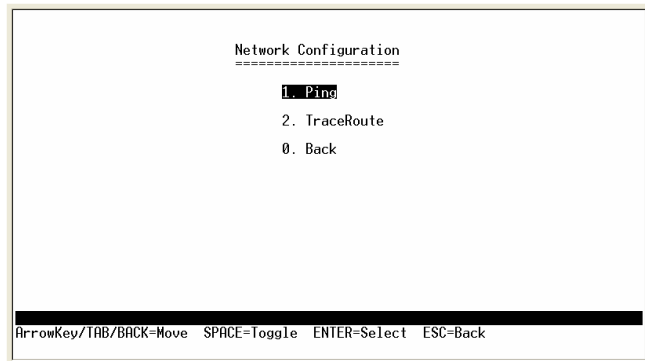 Network Configuration
=====================
1. Ping
2. TraceRoute
0. Back
ArrowKey/TAB/BACK=Move  SPACE=Toggle  ENTER=Select  ESC=Back